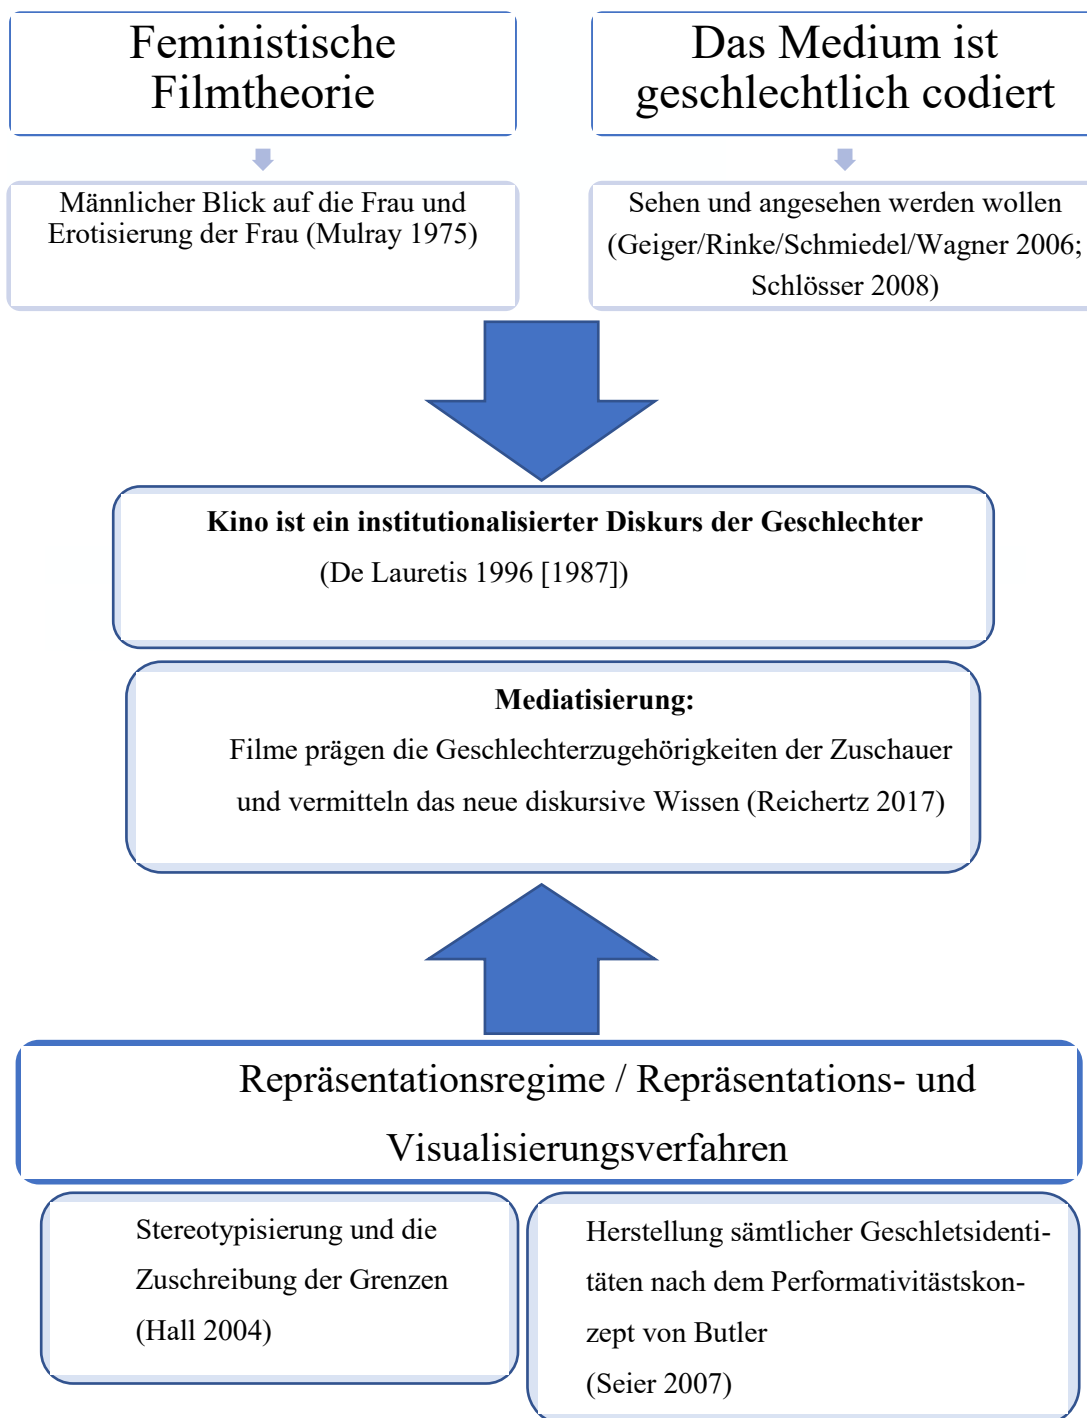 Feministische
Filmtheorie
Das Medium ist
geschlechtlich codiert
Männlicher Blick auf die Frau und
Erotisierung der Frau (Mulray 1975)
Sehen und angesehen werden wollen
(Geiger/Rinke/Schmiedel/Wagner 2006;
Schlösser 2008)
Kino ist ein institutionalisierter Diskurs der Geschlechter
(De Lauretis 1996 [1987])
Mediatisierung:
Filme prägen die Geschlechterzugehörigkeiten der Zuschauer
und vermitteln das neue diskursive Wissen (Reichertz 2017)
Repräsentationsregime / Repräsentations- und
Visualisierungsverfahren
Stereotypisierung und die
Zuschreibung der Grenzen
(Hall 2004)
Herstellung sämtlicher Geschletsidenti-
täten nach dem Performativitästskon-
zept von Butler
(Seier 2007)